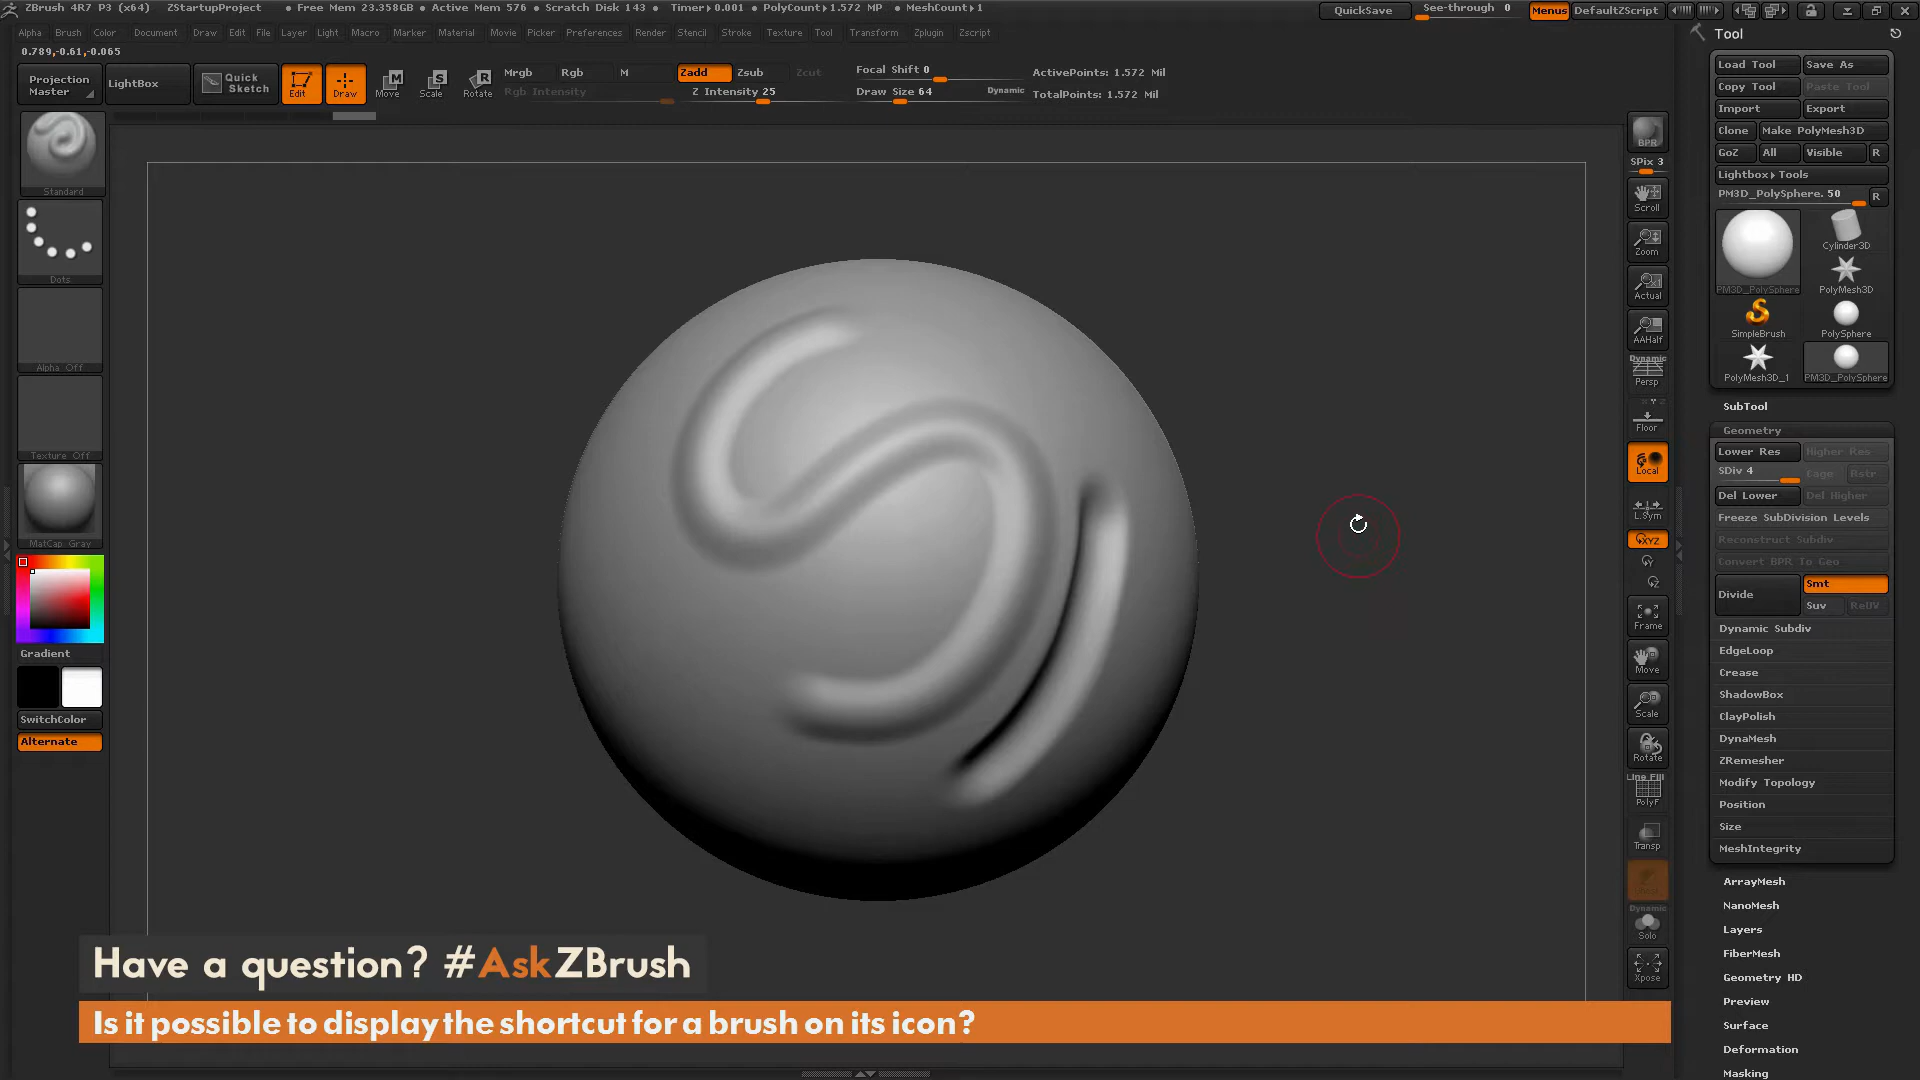 ZBrush 4R7 P3 (x64) ZStartupProject • Free Mem 23.358GB • Active Mem 576 • Scratch Disk 143 • Timer▸0.001 • PolyCount▸1.572 MP • MeshCount▸1 QuickSave See-through 0 Menus DefaultZScript
Alpha Brush Color Document Draw Edit File Layer Light Macro Marker Material Movie Picker Preferences Render Stencil Stroke Texture Tool Transform Zplugin Zscript
0.789,-0.61,-0.065
Projection Master
LightBox
Quick Sketch
Edit
Draw
Move
Scale
Rotate
Mrgb Rgb M Zadd Zsub Zcut
Rgb Intensity Z Intensity 25
Focal Shift 0
Draw Size 64 Dynamic
ActivePoints: 1.572 Mil
TotalPoints: 1.572 Mil
Standard
Dots
Alpha Off
Texture Off
MatCap Gray
Gradient
SwitchColor
Alternate
BPR
SPix 3
Scroll
Zoom
Actual
AAHalf
Dynamic
Persp
Floor
Local
L.Sym
XYZ
Y
Z
Frame
Move
Scale
Rotate
Line Fill
PolyF
Transp
Dynamic
Solo
Xpose
Tool
Load Tool Save As
Copy Tool Paste Tool
Import Export
Clone Make PolyMesh3D
GoZ All Visible R
Lightbox▸Tools
PM3D_PolySphere. 50 R
Cylinder3D
PM3D_PolySphere PolyMesh3D
SimpleBrush PolySphere
PolyMesh3D_1 PM3D_PolySphere
SubTool
Geometry
Lower Res Higher Res
SDiv 4 Cage Rstr
Del Lower Del Higher
Freeze SubDivision Levels
Reconstruct Subdiv
Convert BPR To Geo
Divide Smt
Suv ReUV
Dynamic Subdiv
EdgeLoop
Crease
ShadowBox
ClayPolish
DynaMesh
ZRemesher
Modify Topology
Position
Size
MeshIntegrity
ArrayMesh
NanoMesh
Layers
FiberMesh
Geometry HD
Preview
Surface
Deformation
Masking
Have a question? #AskZBrush
Is it possible to display the shortcut for a brush on its icon?